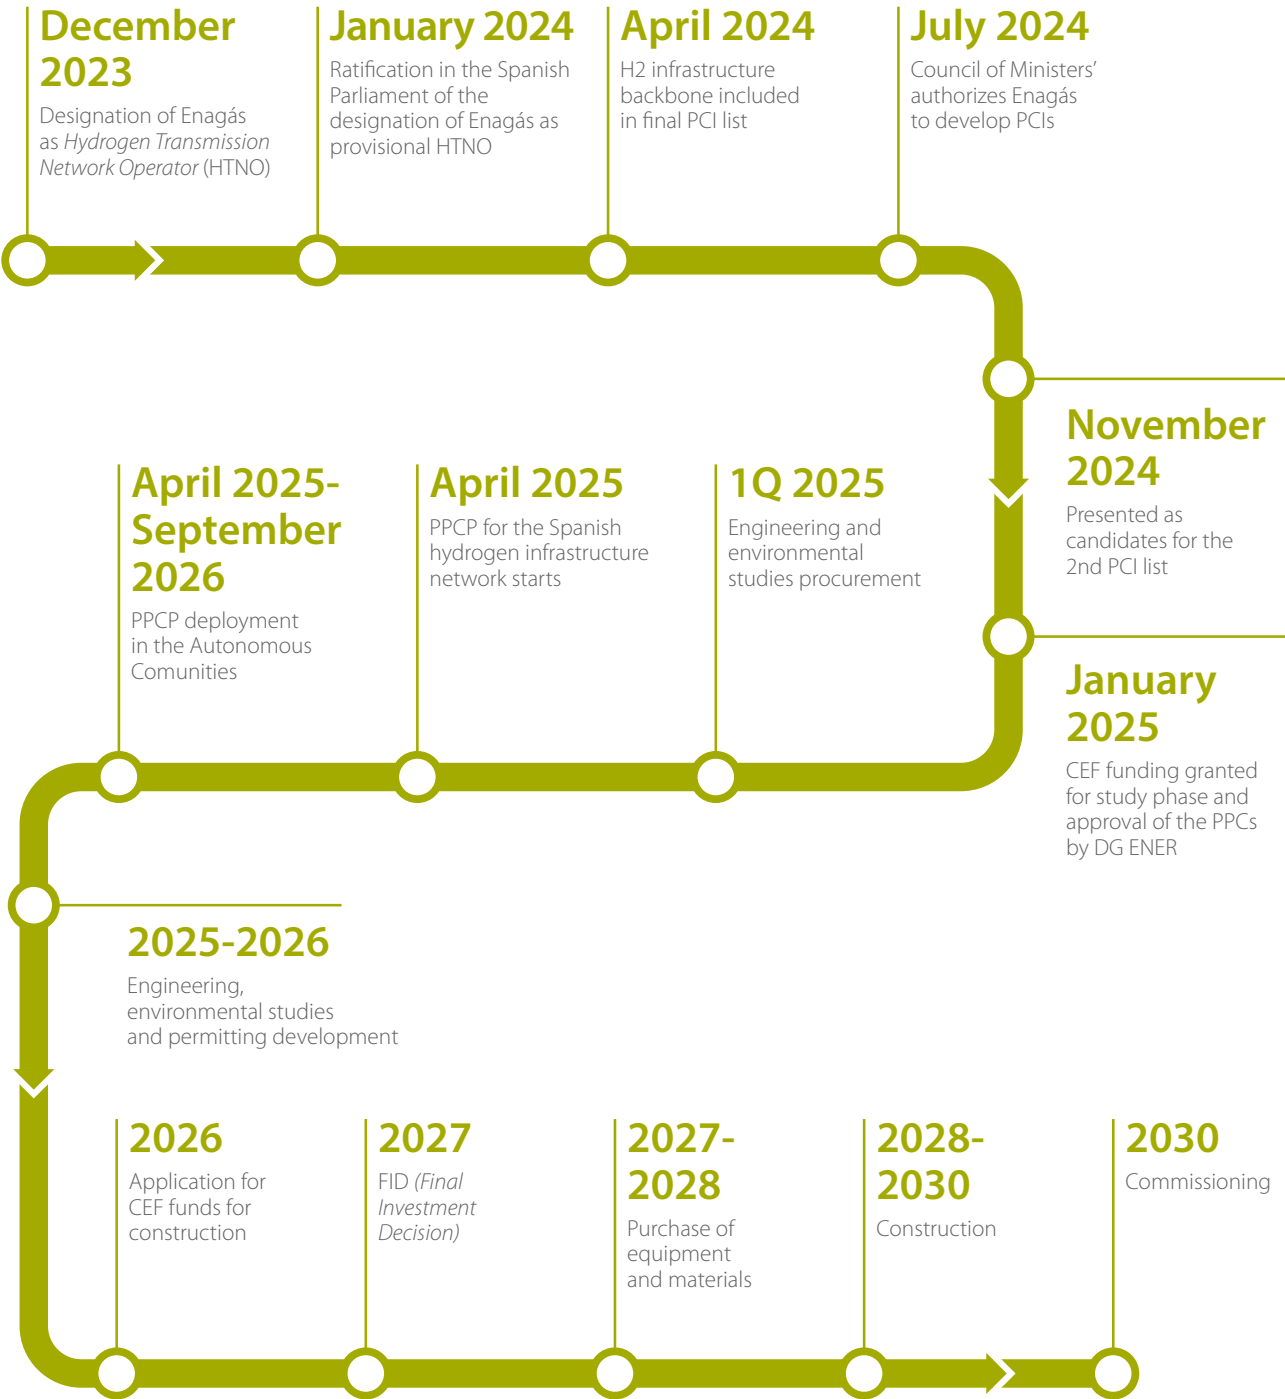 December
2023
Designation of Enagás
as Hydrogen Transmission
Network Operator (HTNO)
January 2024
Ratification in the Spanish
Parliament of the
designation of Enagás as
provisional HTNO
April 2024
H2 infrastructure
backbone included
in final PCI list
July 2024
Council of Ministers’
authorizes Enagás
to develop PCIs
November
2024
Presented as
candidates for the
2nd PCI list
January
2025
CEF funding granted
for study phase and
approval of the PPCs
by DG ENER
1Q 2025
Engineering and
environmental
studies procurement
April 2025
PPCP for the Spanish
hydrogen infrastructure
network starts
April 2025-
September
2026
PPCP deployment
in the Autonomous
Comunities
2025-2026
Engineering,
environmental studies
and permitting development
2026
Application for
CEF funds for
construction
2027
FID (Final
Investment
Decision)
2027-
2028
Purchase of
equipment
and materials
2028-
2030
Construction
2030
Commissioning